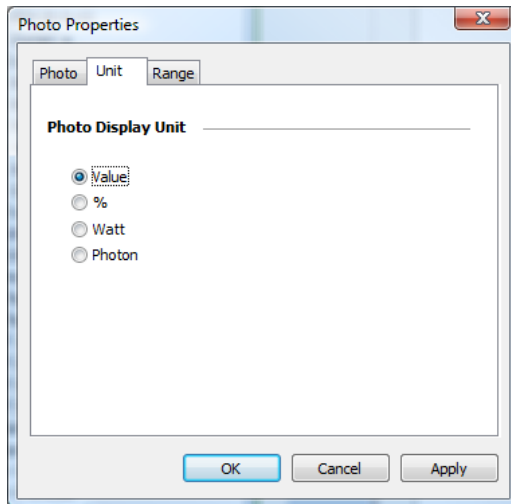 Photo Properties
Photo Unit Range
Photo Display Unit
Value
%
Watt
Photon
OK Cancel Apply